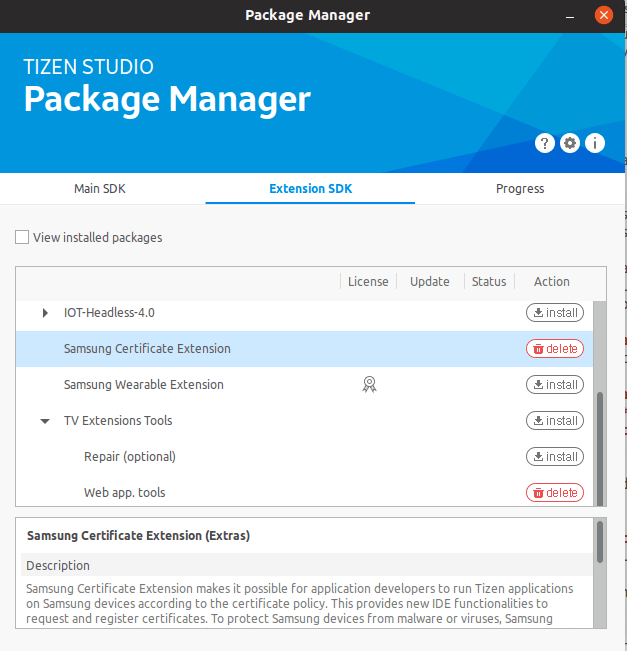 Package Manager
TIZEN STUDIO
Package Manager
? i
Main SDK Extension SDK Progress
View installed packages
License Update Status Action
IOT-Headless-4.0 install
Samsung Certificate Extension delete
Samsung Wearable Extension install
TV Extensions Tools install
Repair (optional) install
Web app. tools delete
Samsung Certificate Extension (Extras)
Description
Samsung Certificate Extension makes it possible for application developers to run Tizen applications
on Samsung devices according to the certificate policy. This provides new IDE functionalities to
request and register certificates. To protect Samsung devices from malware or viruses, Samsung